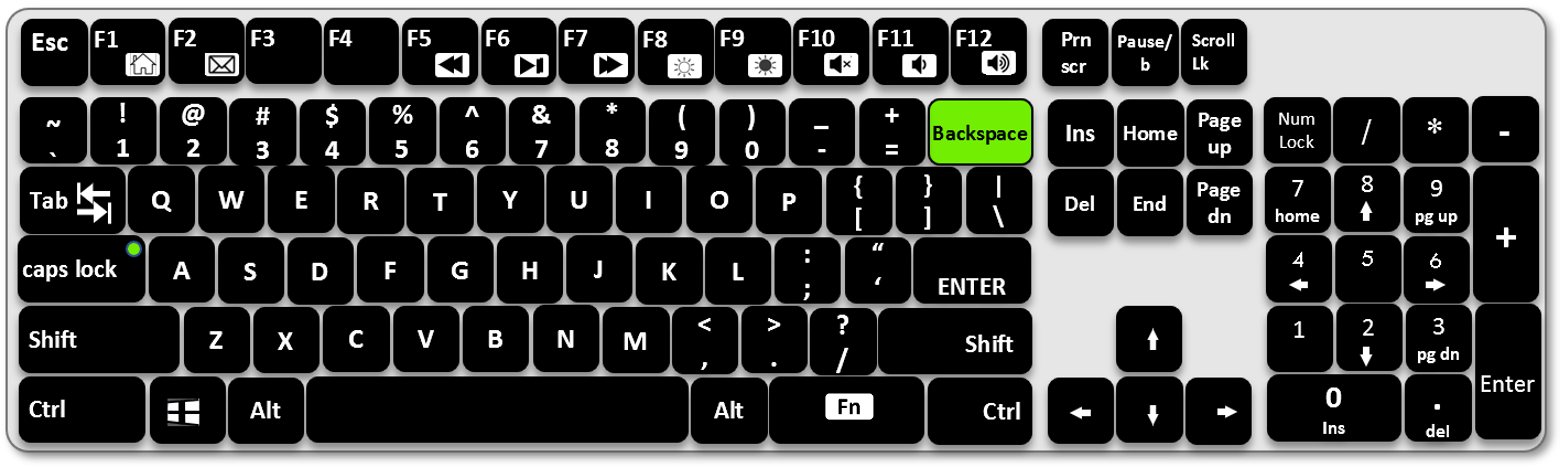 Esc F1 F2 F3 F4 F5 F6 F7 F8 F9 F10 F11 F12 Prn scr Pause/ b Scroll Lk
~ ` ! 1 @ 2 # 3 $ 4 % 5 ^ 6 & 7 * 8 ( 9 ) 0 _ - + = Backspace Ins Home Page up Num Lock / * -
Tab Q W E R T Y U I O P { [ } ] | \ Del End Page dn 7 home 8 9 pg up +
caps lock A S D F G H J K L : ; “ ‘ ENTER 4 5 6
Shift Z X C V B N M < , > . ? / Shift 1 2 3 pg dn Enter
Ctrl Alt Alt Fn Ctrl 0 Ins . del